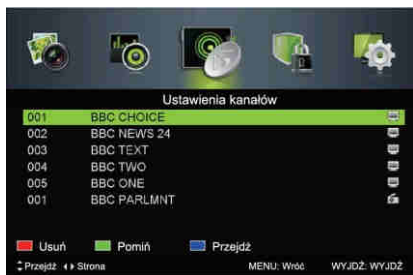 Ustawienia kanałów
001 BBC CHOICE
002 BBC NEWS 24
003 BBC TEXT
004 BBC TWO
005 BBC ONE
001 BBC PARLMNT
Usuń Pomiń Przejdź
Przejdź Strona MENU: Wróć WYJDŹ: WYJDŹ